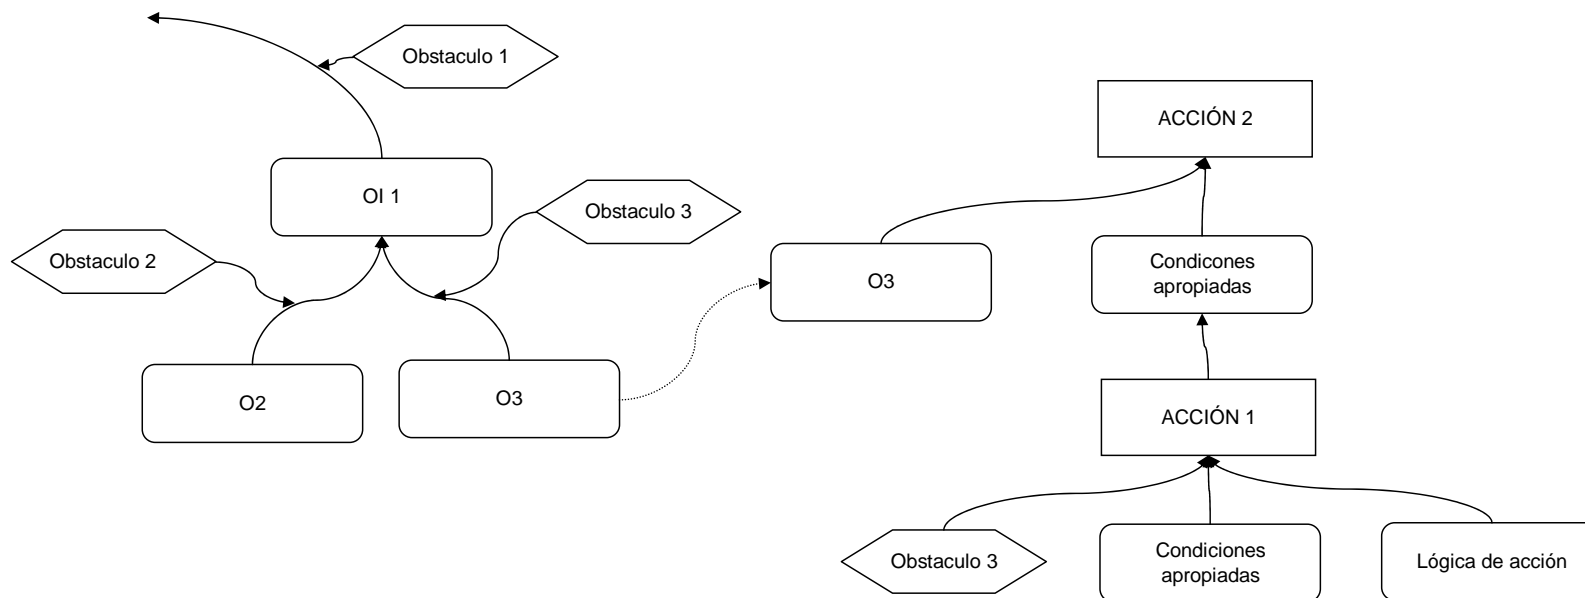 Obstaculo 1
ACCIÓN 2
OI 1
Obstaculo 3
Obstaculo 2
O3
Condicones
apropiadas
O2
O3
ACCIÓN 1
Obstaculo 3
Condiciones
apropiadas
Lógica de acción